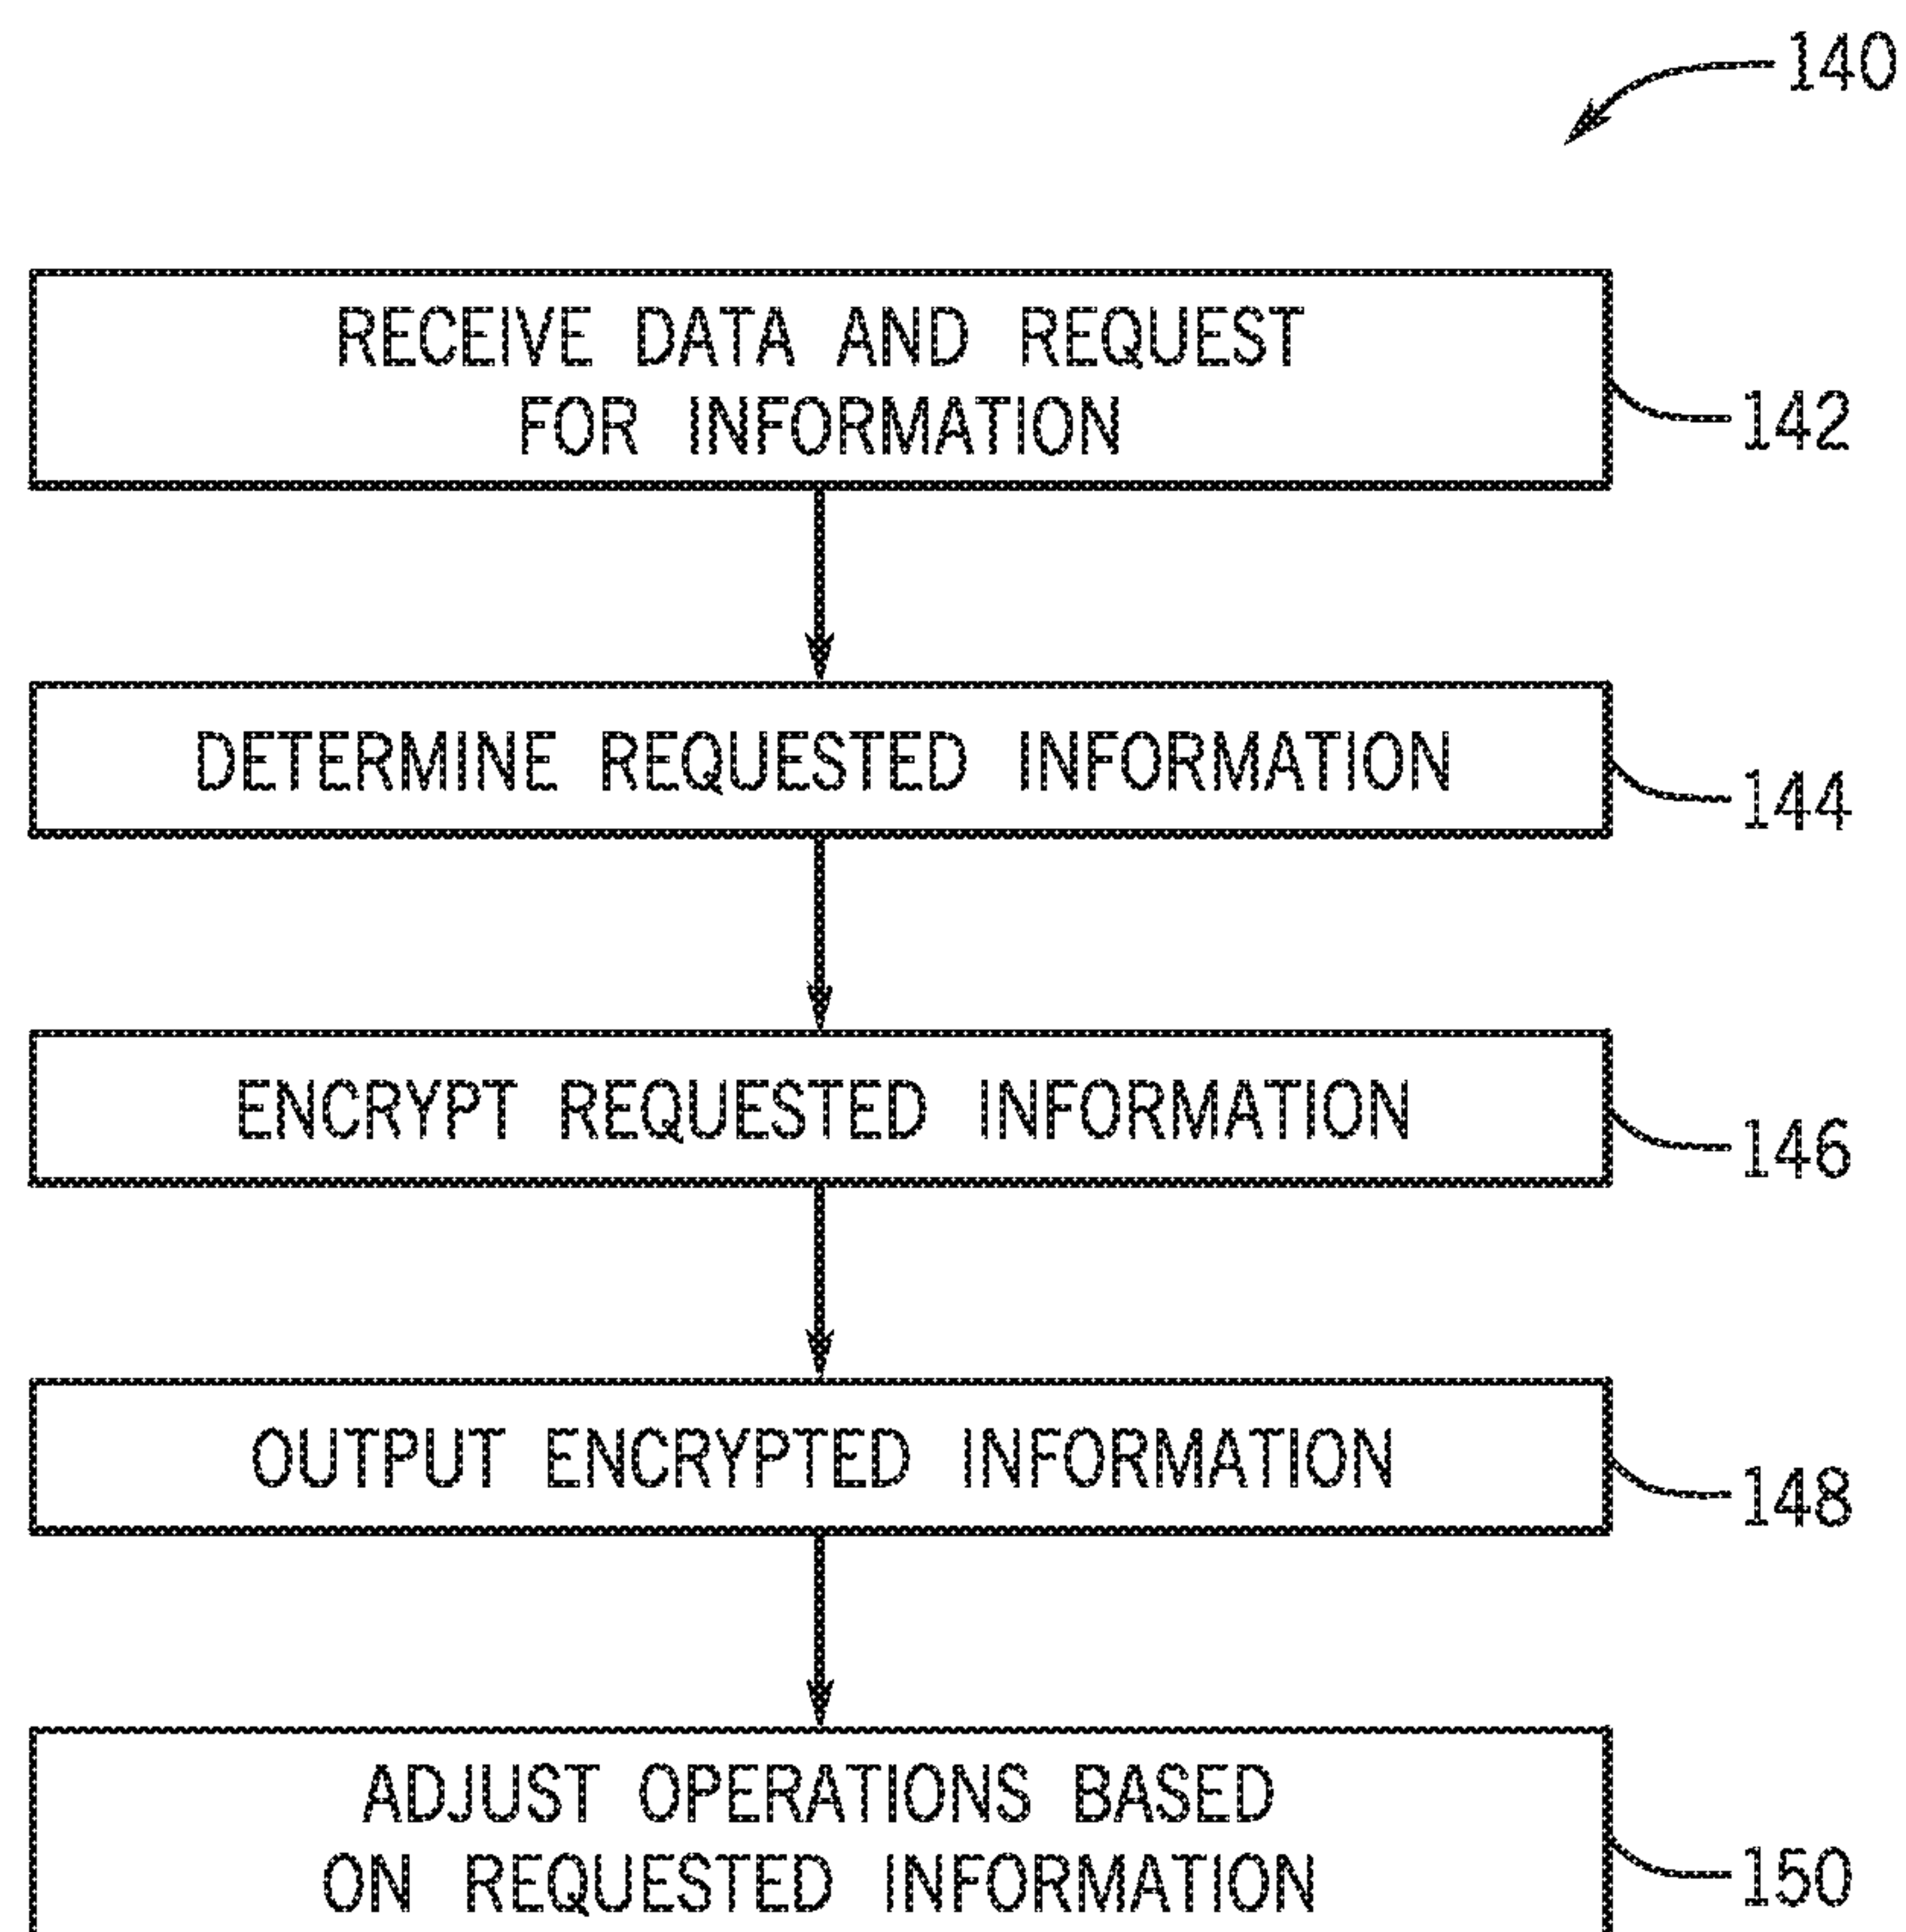 140
RECEIVE DATA AND REQUEST
FOR INFORMATION
142
DETERMINE REQUESTED INFORMATION
144
ENCRYPT REQUESTED INFORMATION
146
OUTPUT ENCRYPTED INFORMATION
148
ADJUST OPERATIONS BASED
ON REQUESTED INFORMATION
150